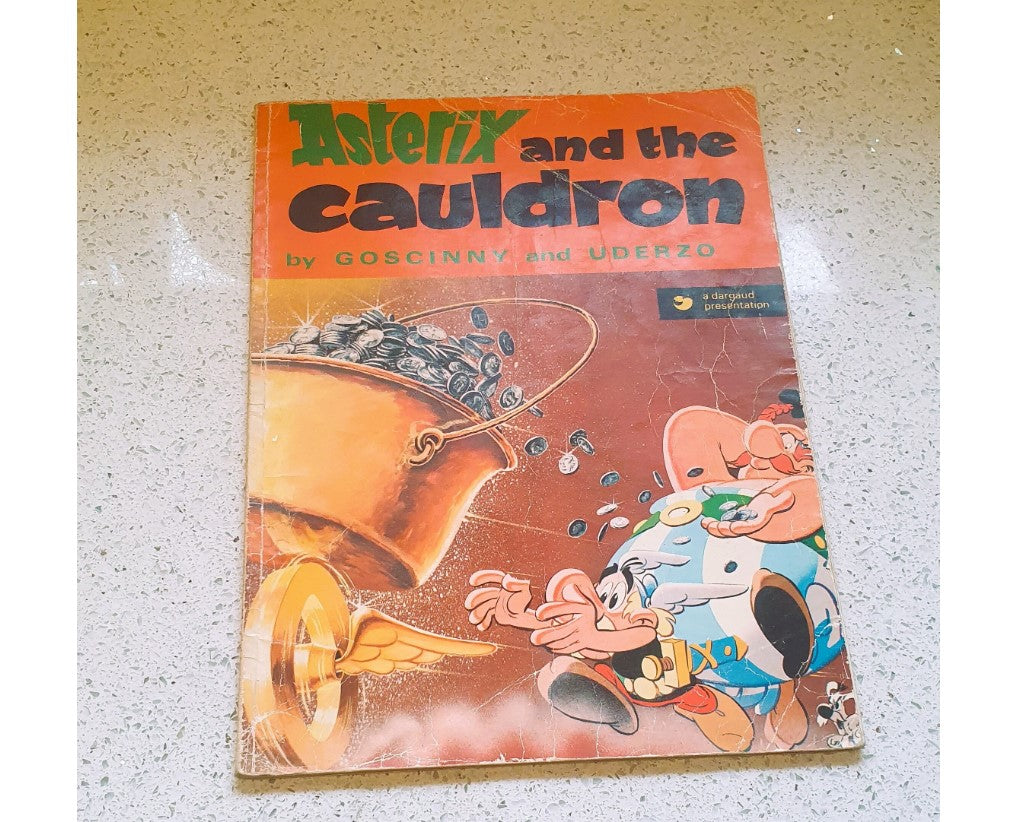 Asterix and the
cauldron
by GOSCINNY and UDERZO
a dargaud
presentation